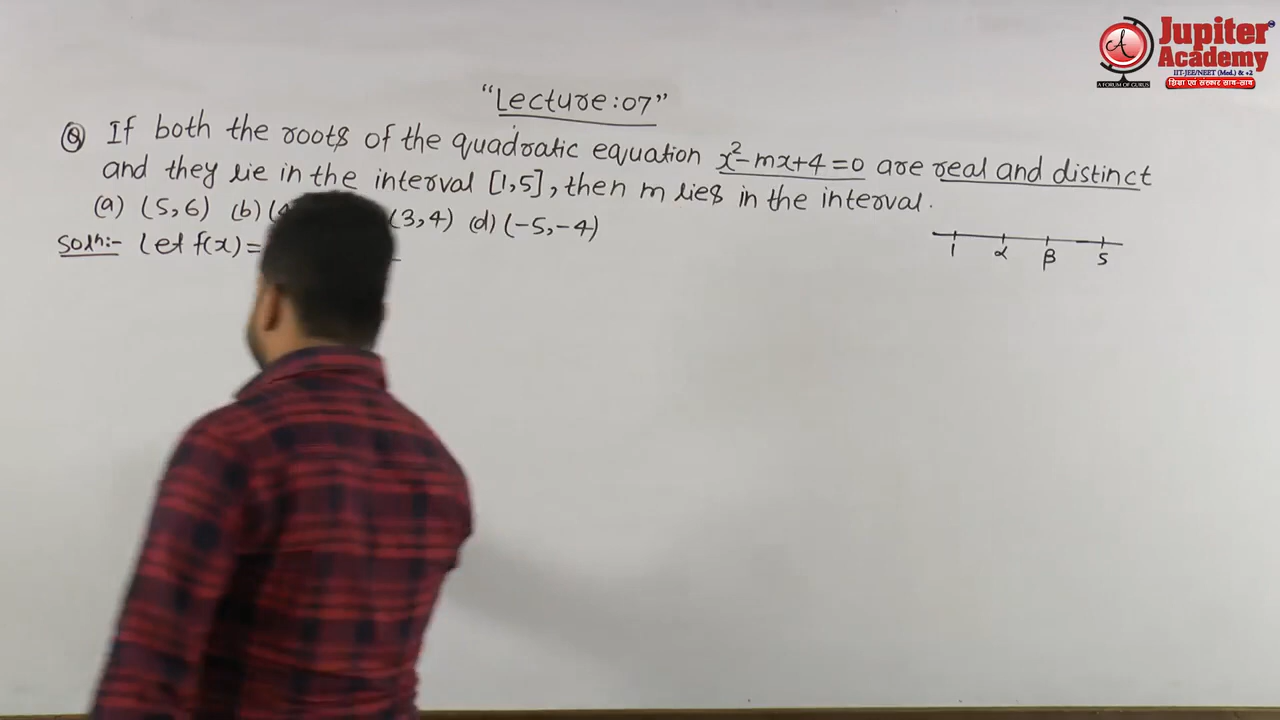 Jupiter
Academy
IIT-JEE/NEET (Med.) & +2
A FORUM OF GURUS
शिक्षा एवं संस्कार साथ-साथ
"Lecture:07"
Q If both the roots of the quadratic equation x²-mx+4=0 are real and distinct
and they lie in the interval [1,5], then m lies in the interval.
(a) (5,6) (b) (4 (3,4) (d) (-5,-4)
Solⁿ:- Let f(x)=
1 α β 5